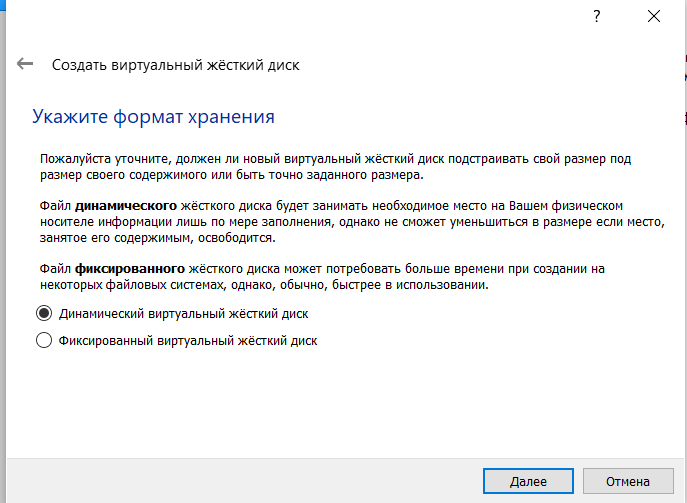 ?
Создать виртуальный жёсткий диск
Укажите формат хранения
Пожалуйста уточните, должен ли новый виртуальный жёсткий диск подстраивать свой размер под
размер своего содержимого или быть точно заданного размера.
Файл динамического жёсткого диска будет занимать необходимое место на Вашем физическом
носителе информации лишь по мере заполнения, однако не сможет уменьшиться в размере если место,
занятое его содержимым, освободится.
Файл фиксированного жёсткого диска может потребовать больше времени при создании на
некоторых файловых системах, однако, обычно, быстрее в использовании.
Динамический виртуальный жёсткий диск
Фиксированный виртуальный жёсткий диск
Далее
Отмена